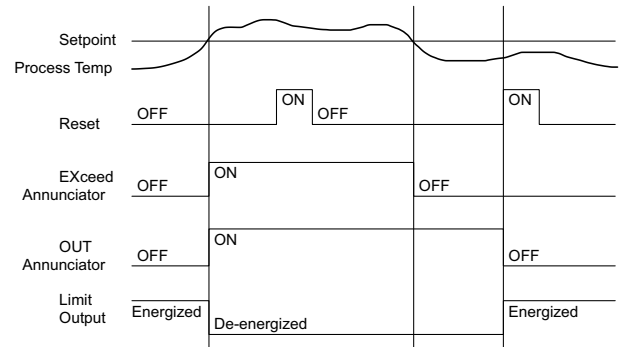 Setpoint
Process Temp
Reset
OFF
ON
OFF
ON
EXceed
Annunciator
OFF
ON
OFF
OUT
Annunciator
OFF
ON
OFF
Limit
Output
Energized
De-energized
Energized